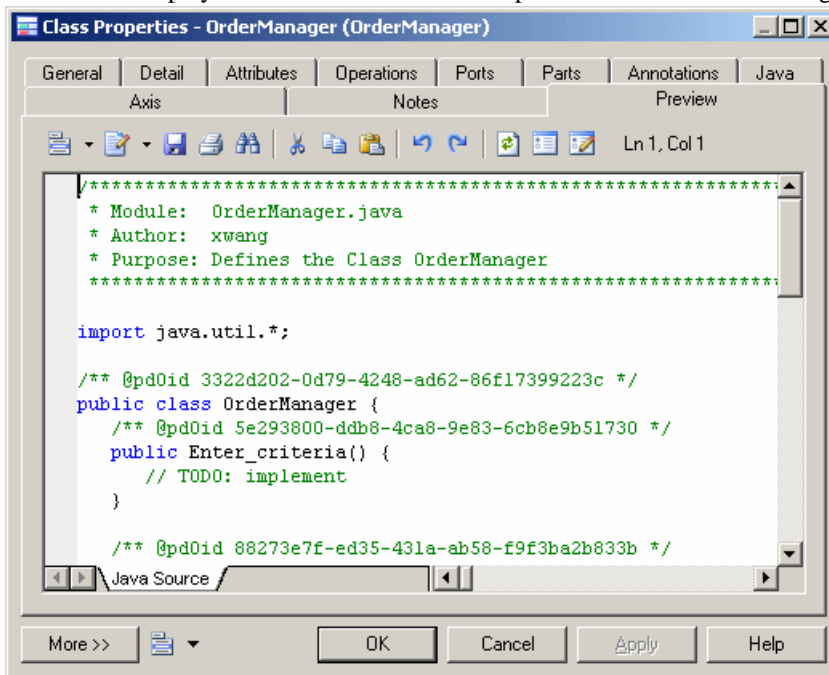 Class Properties - OrderManager (OrderManager)
General Detail Attributes Operations Ports Parts Annotations Java
Axis Notes Preview
Ln 1, Col 1
/**************************************************************
* Module:  OrderManager.java
* Author:  xwang
* Purpose: Defines the Class OrderManager
**************************************************************
import java.util.*;
/** @pdOid 3322d202-0d79-4248-ad62-86f17399223c */
public class OrderManager {
/** @pdOid 5e293800-ddb8-4ca8-9e83-6cb8e9b51730 */
public Enter_criteria() {
// TODO: implement
}
/** @pdOid 88273e7f-ed35-431a-ab58-f9f3ba2b833b */
Java Source
More >> OK Cancel Apply Help